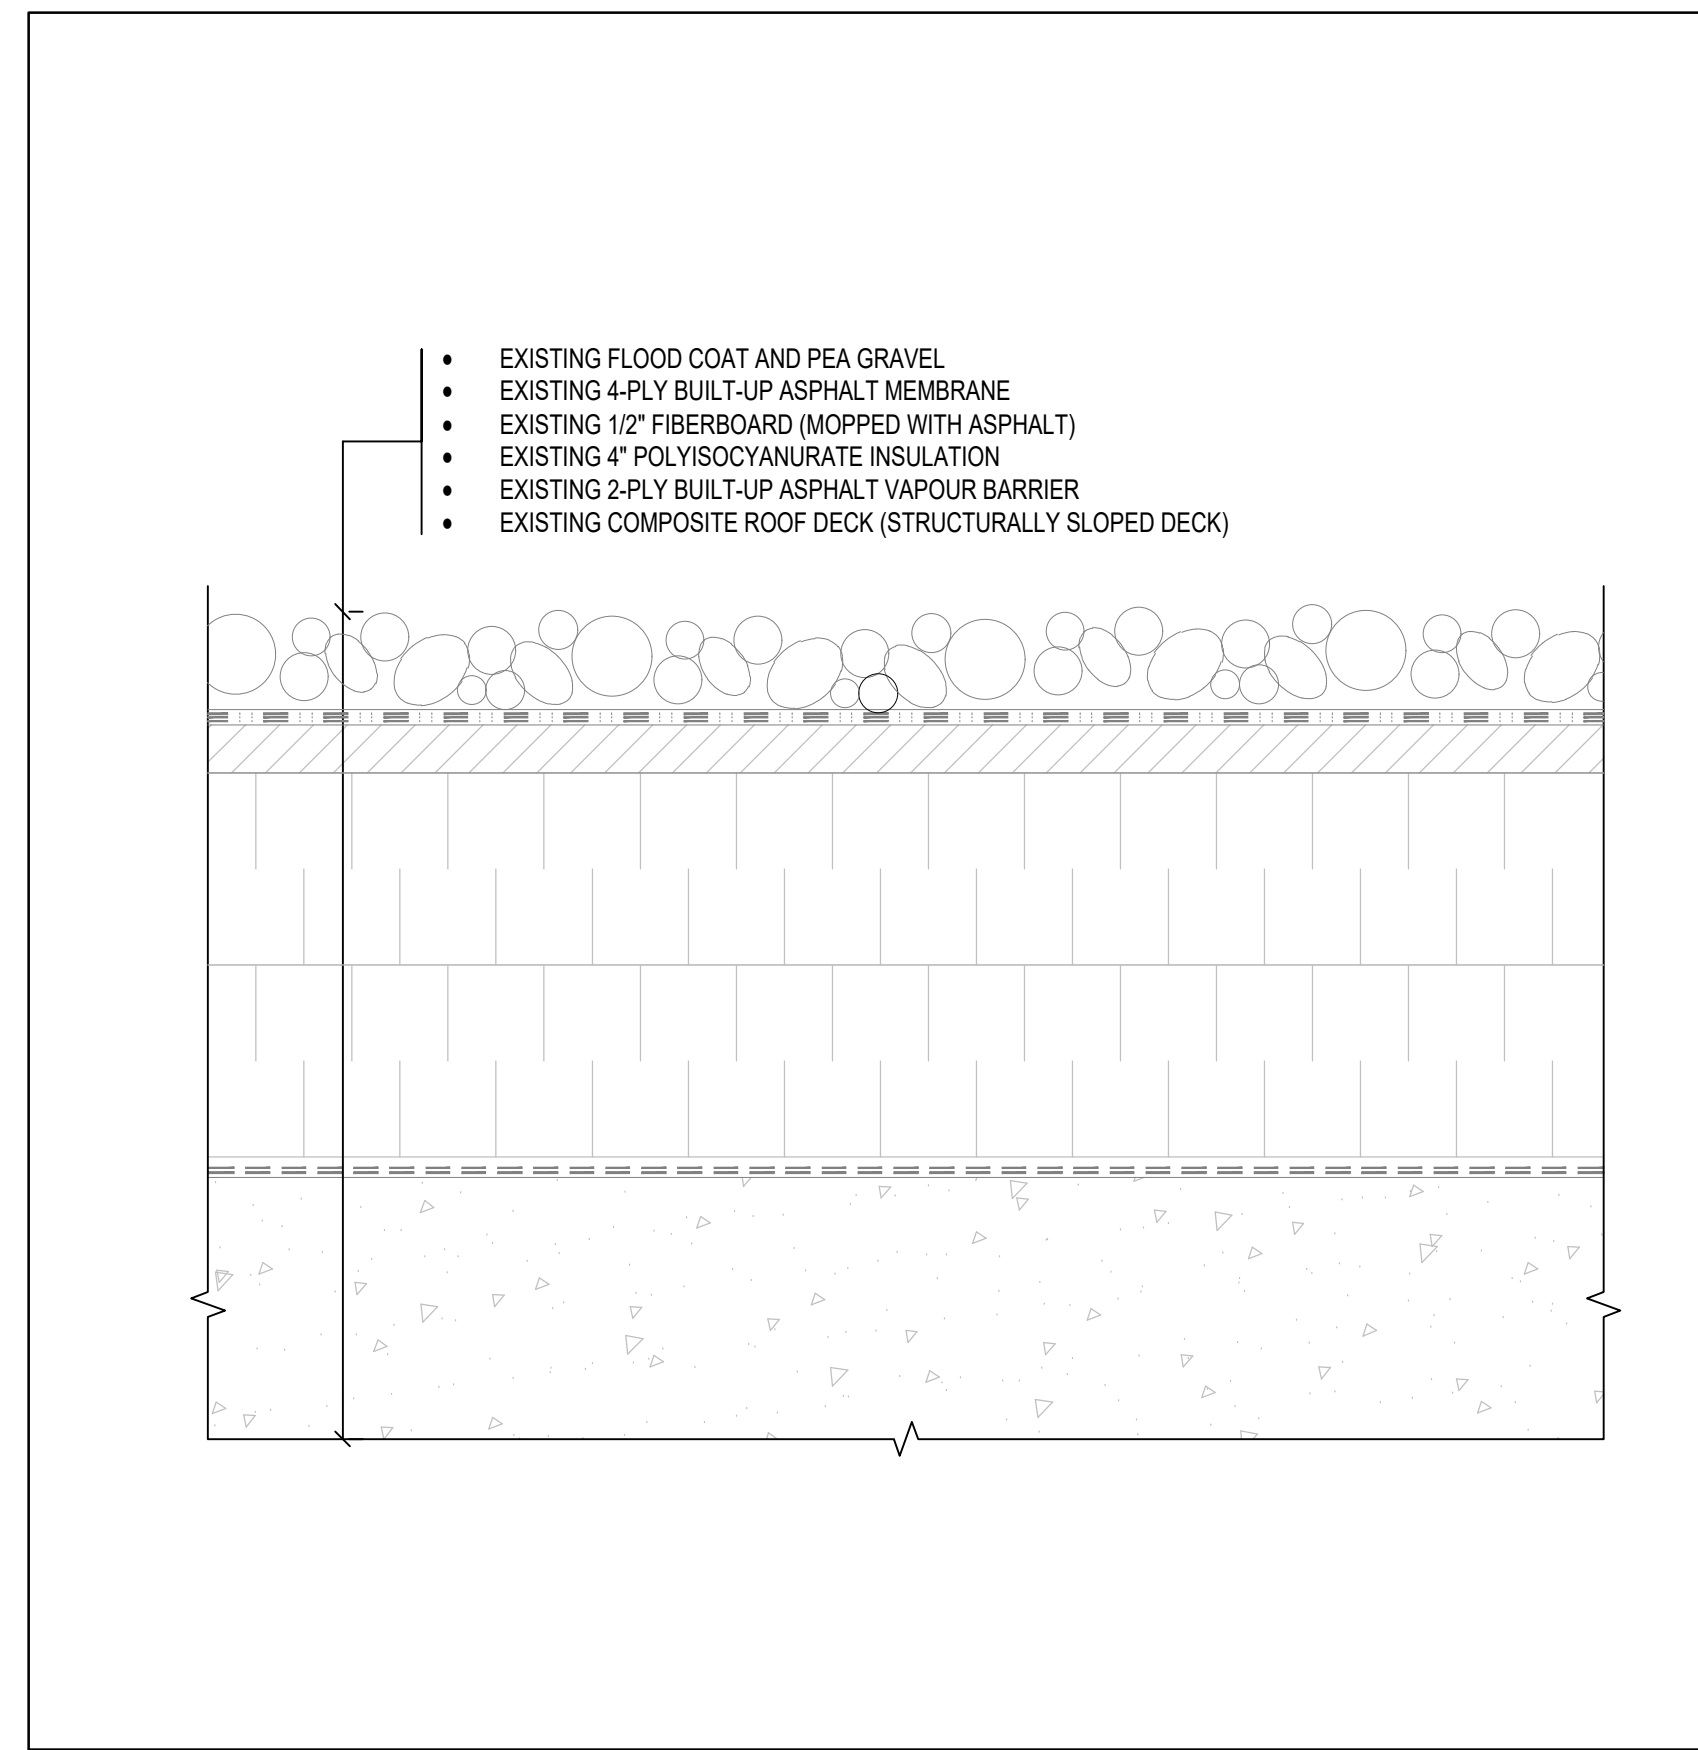 • EXISTING FLOOD COAT AND PEA GRAVEL
• EXISTING 4-PLY BUILT-UP ASPHALT MEMBRANE
• EXISTING 1/2" FIBERBOARD (MOPPED WITH ASPHALT)
• EXISTING 4" POLYISOCYANURATE INSULATION
• EXISTING 2-PLY BUILT-UP ASPHALT VAPOUR BARRIER
• EXISTING COMPOSITE ROOF DECK (STRUCTURALLY SLOPED DECK)